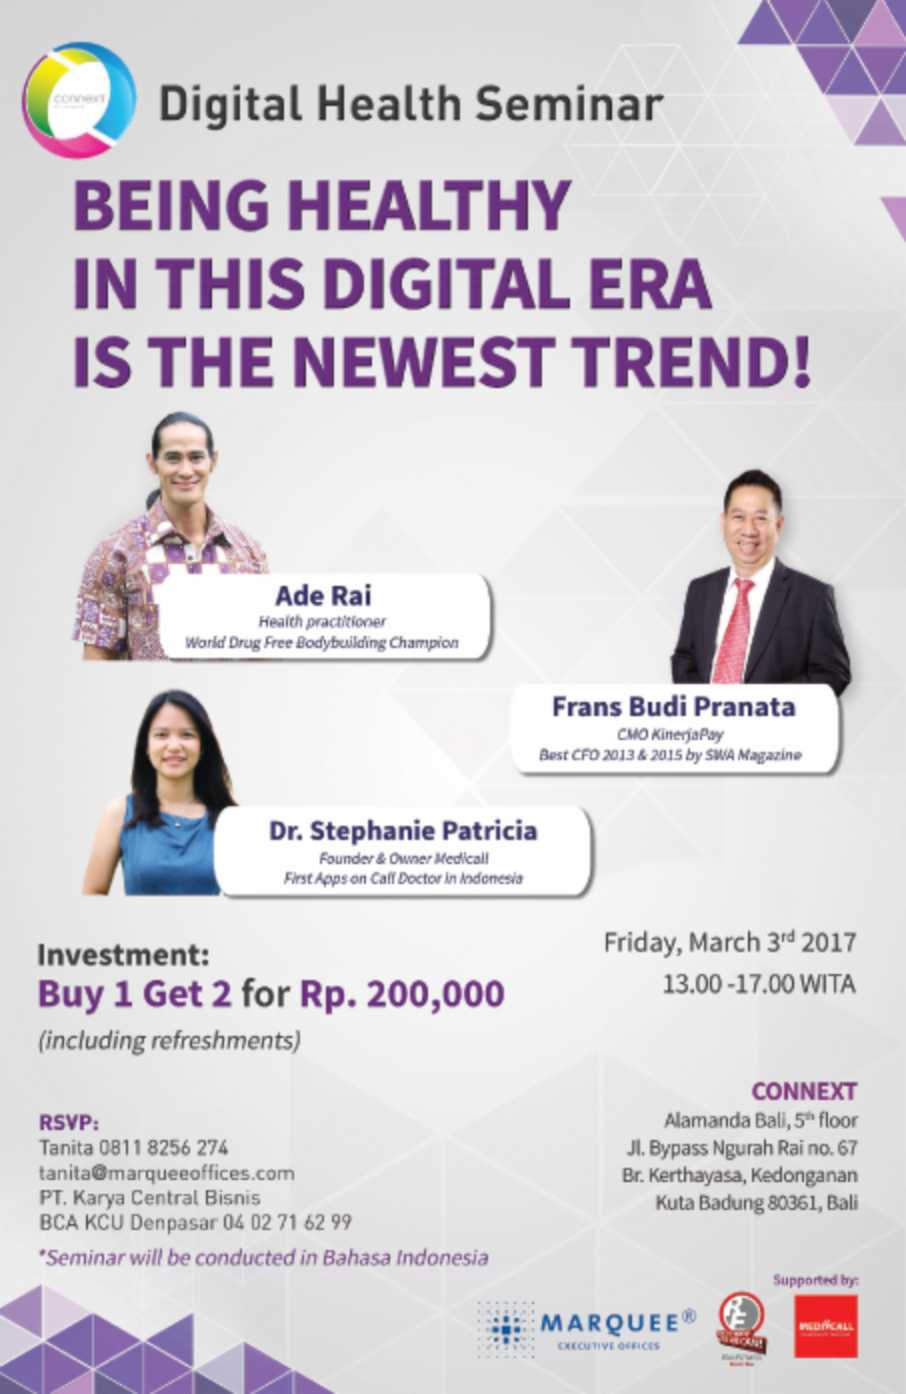 connexT
Digital Health Seminar
BEING HEALTHY
IN THIS DIGITAL ERA
IS THE NEWEST TREND!
Ade Rai
Health practitioner
World Drug Free Bodybuilding Champion
Frans Budi Pranata
CMO KinerjaPay
Best CFO 2013 & 2015 by SWA Magazine
Dr. Stephanie Patricia
Founder & Owner Medicall
First Apps on Call Doctor in Indonesia
Investment:
Buy 1 Get 2 for Rp. 200,000
(including refreshments)
Friday, March 3rd 2017
13.00 -17.00 WITA
CONNEXT
Alamanda Bali, 5th floor
Jl. Bypass Ngurah Rai no. 67
Br. Kerthayasa, Kedonganan
Kuta Badung 80361, Bali
RSVP:
Tanita 0811 8256 274
tanita@marqueeoffices.com
PT. Karya Central Bisnis
BCA KCU Denpasar 04 02 71 62 99
*Seminar will be conducted in Bahasa Indonesia
Supported by:
MARQUEE®
EXECUTIVE OFFICES
MEDICALL